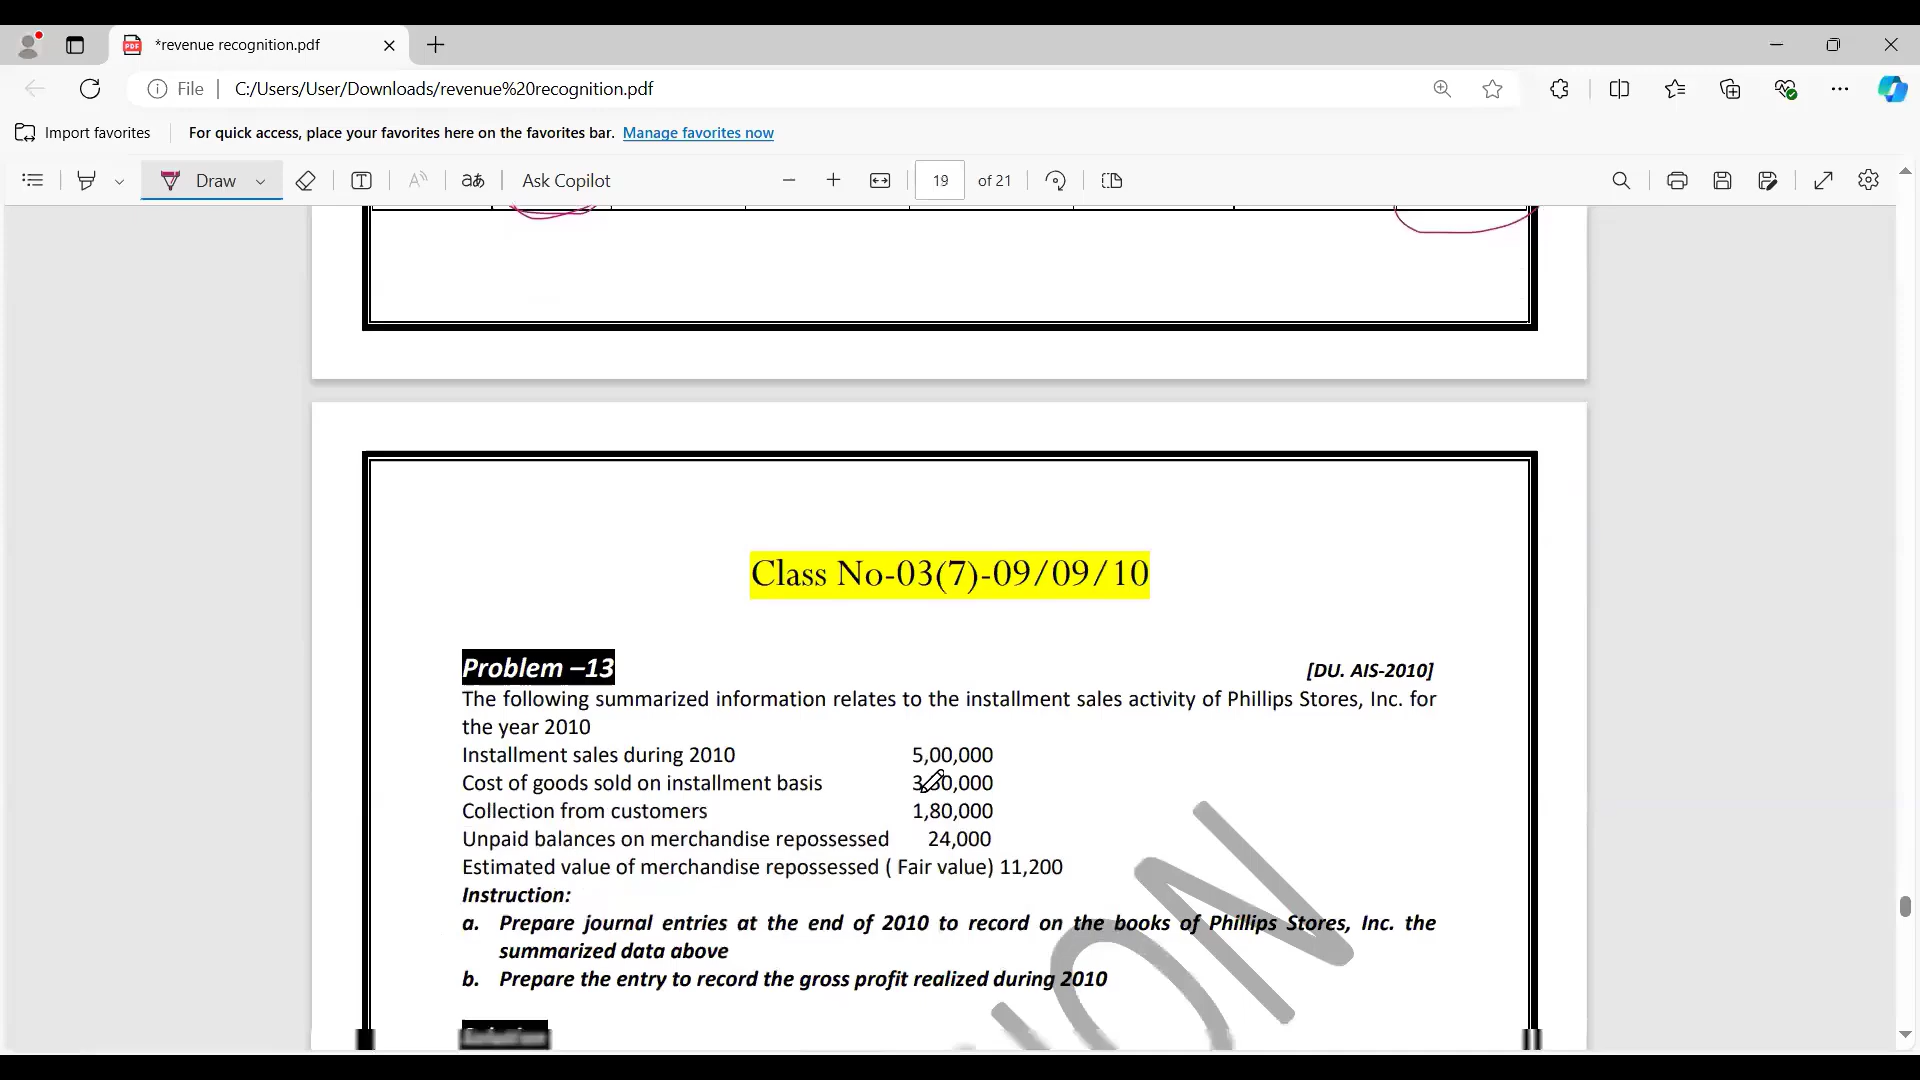 *revenue recognition.pdf
File
C:/Users/User/Downloads/revenue%20recognition.pdf
Import favorites
For quick access, place your favorites here on the favorites bar. Manage favorites now
Draw
aあ
Ask Copilot
19 of 21
Class No-03(7)-09/09/10
Problem –13 [DU. AIS-2010]
The following summarized information relates to the installment sales activity of Phillips Stores, Inc. for
the year 2010
Installment sales during 2010 5,00,000
Cost of goods sold on installment basis
Collection from customers 1,80,000
Unpaid balances on merchandise repossessed 24,000
Estimated value of merchandise repossessed ( Fair value) 11,200
Instruction:
a. Prepare journal entries at the end of 2010 to record on the books of Phillips Stores, Inc. the
summarized data above
b. Prepare the entry to record the gross profit realized during 2010
Solution